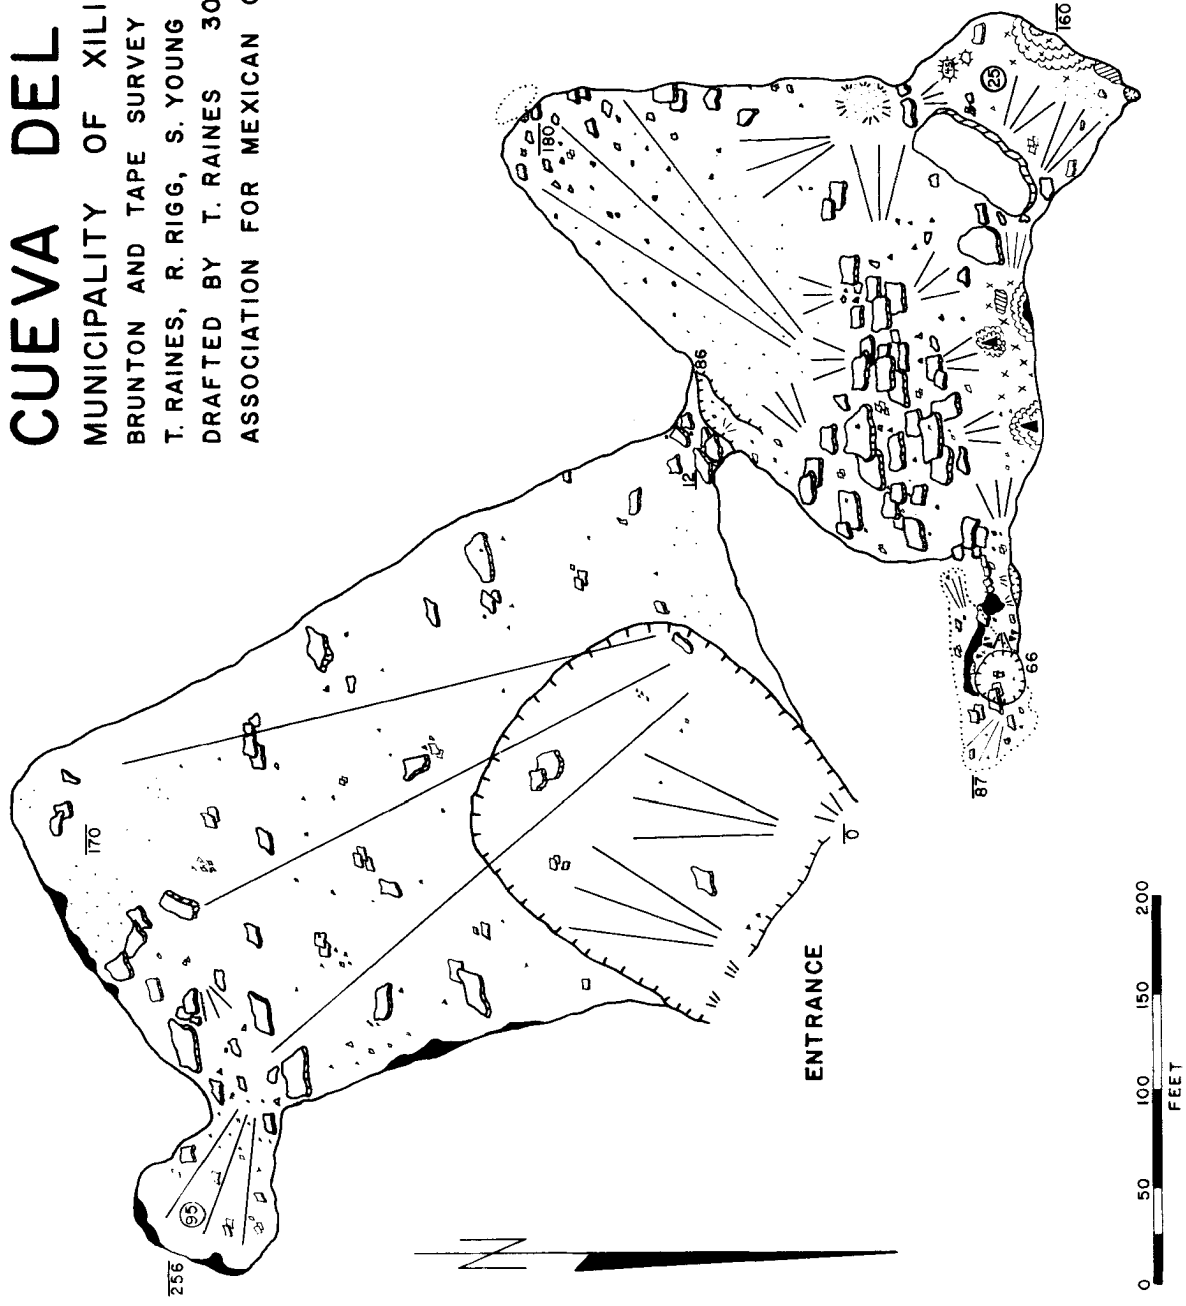 CUEVA DEL
MUNICIPALITY OF XILI
BRUNTON AND TAPE SURVEY
T. RAINES, R. RIGG, S. YOUNG
DRAFTED BY T. RAINES 30
ASSOCIATION FOR MEXICAN
160
25
180
186
12
66
87
170
0
ENTRANCE
95
256
N
0 50 100 150 200
FEET